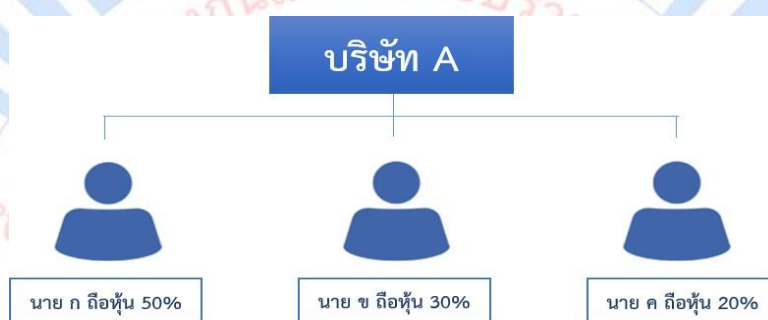 บริษัท A
นาย ก ถือหุ้น 50%
นาย ข ถือหุ้น 30%
นาย ค ถือหุ้น 20%